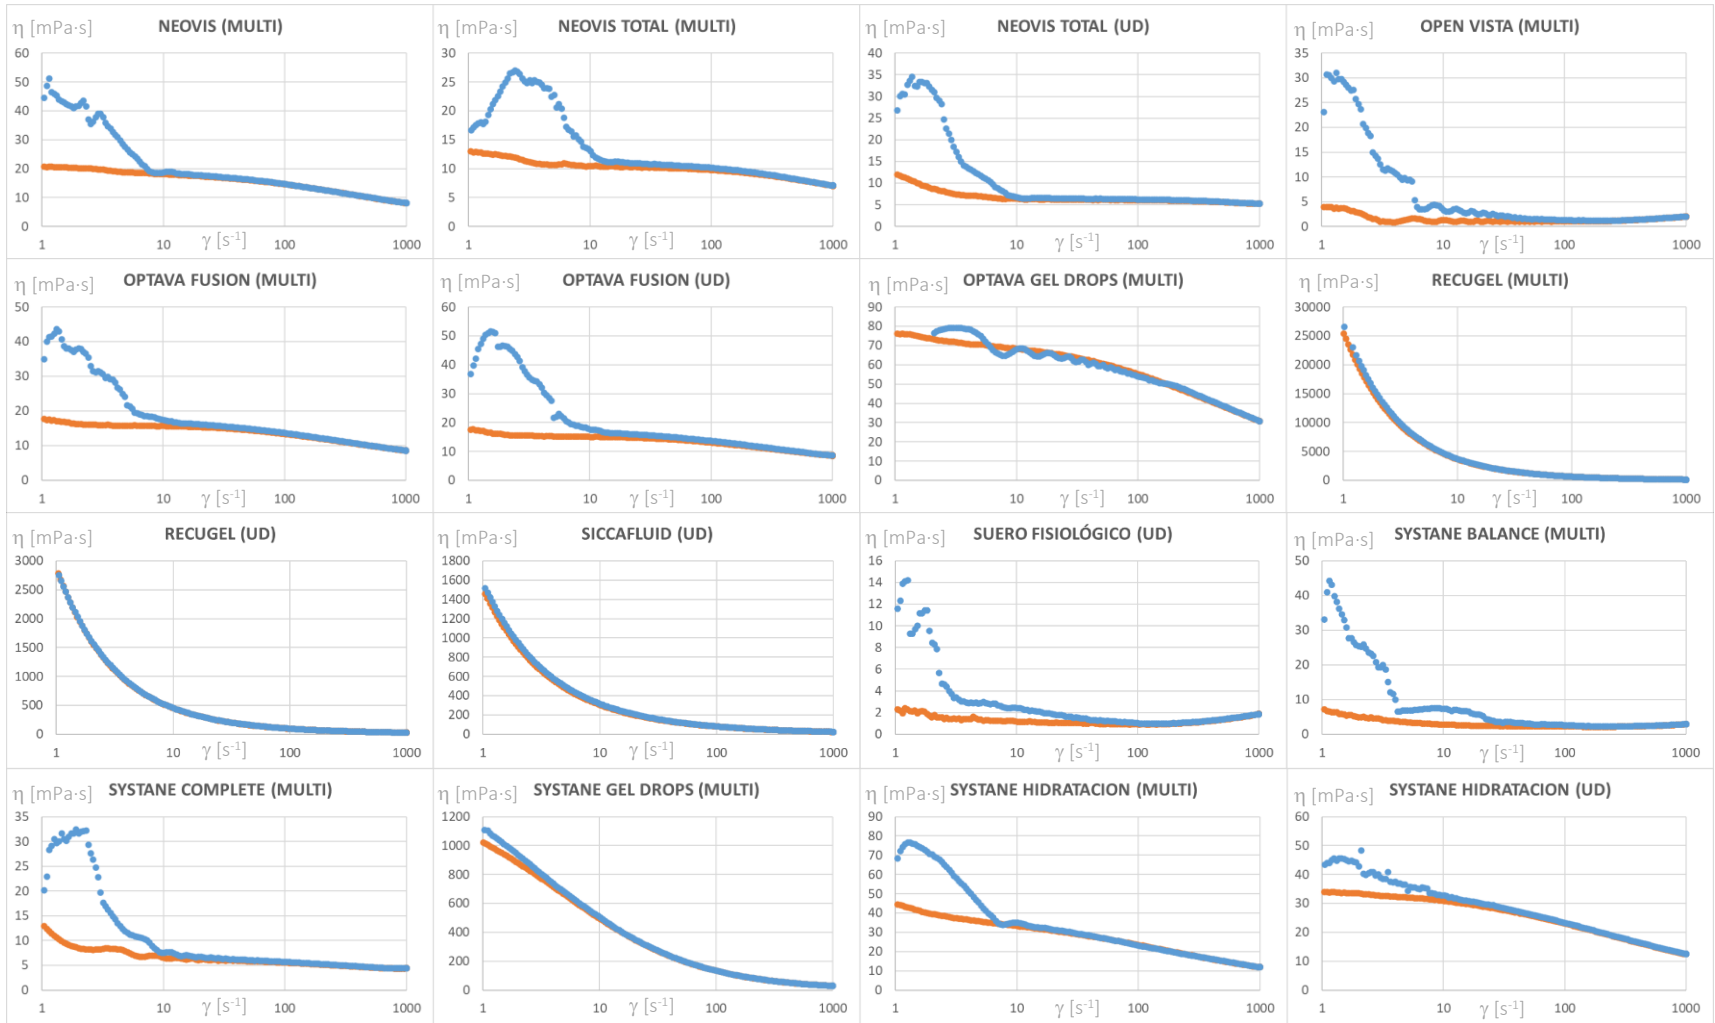 η [mPa·s] NEOVIS (MULTI)
60
50
40
30
20
10
0
1 10 100 1000
γ [s-1]
η [mPa·s] NEOVIS TOTAL (MULTI)
30
25
20
15
10
5
0
1 10 100 1000
γ [s-1]
η [mPa·s] NEOVIS TOTAL (UD)
40
35
30
25
20
15
10
5
0
1 10 100 1000
γ [s-1]
η [mPa·s] OPEN VISTA (MULTI)
35
30
25
20
15
10
5
0
1 10 100 1000
γ [s-1]
η [mPa·s] OPTAVA FUSION (MULTI)
50
40
30
20
10
0
1 10 100 1000
γ [s-1]
η [mPa·s] OPTAVA FUSION (UD)
60
50
40
30
20
10
0
1 10 100 1000
γ [s-1]
η [mPa·s] OPTAVA GEL DROPS (MULTI)
90
80
70
60
50
40
30
20
10
0
1 10 100 1000
γ [s-1]
η [mPa·s] RECUGEL (MULTI)
30000
25000
20000
15000
10000
5000
0
1 10 100 1000
γ [s-1]
η [mPa·s] RECUGEL (UD)
3000
2500
2000
1500
1000
500
0
1 10 100 1000
γ [s-1]
η [mPa·s] SICCAFLUID (UD)
1800
1600
1400
1200
1000
800
600
400
200
0
1 10 100 1000
γ [s-1]
η [mPa·s] SUERO FISIOLÓGICO (UD)
16
14
12
10
8
6
4
2
0
1 10 100 1000
γ [s-1]
η [mPa·s] SYSTANE BALANCE (MULTI)
50
40
30
20
10
0
1 10 100 1000
γ [s-1]
η [mPa·s] SYSTANE COMPLETE (MULTI)
35
30
25
20
15
10
5
0
1 10 100 1000
γ [s-1]
η [mPa·s] SYSTANE GEL DROPS (MULTI)
1200
1000
800
600
400
200
0
1 10 100 1000
γ [s-1]
η [mPa·s] SYSTANE HIDRATACION (MULTI)
90
80
70
60
50
40
30
20
10
0
1 10 100 1000
γ [s-1]
η [mPa·s] SYSTANE HIDRATACION (UD)
60
50
40
30
20
10
0
1 10 100 1000
γ [s-1]